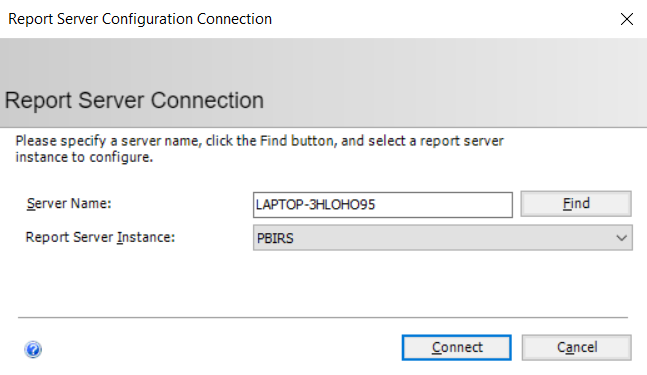 Report Server Configuration Connection
Report Server Connection
Please specify a server name, click the Find button, and select a report server
instance to configure.
Server Name: LAPTOP-3HLOHO95 Find
Report Server Instance: PBIRS
Connect Cancel